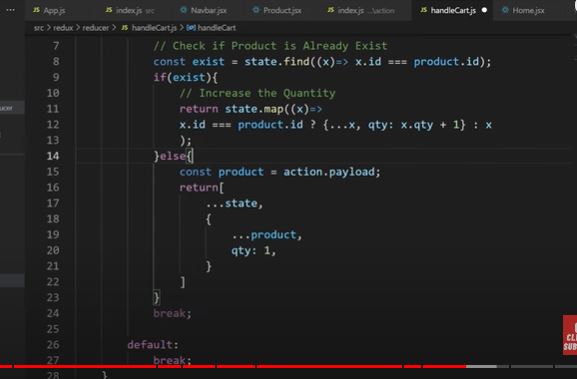 ... JS App.js JS index.js src Navbar.jsx Product.jsx JS index.js ...\action JS handleCart.js Home.jsx
src > redux > reducer > JS handleCart.js > handleCart
7 // Check if Product is Already Exist
8 const exist = state.find((x)=> x.id === product.id);
9 if(exist){
10 // Increase the Quantity
11 return state.map((x)=>
12 x.id === product.id ? {...x, qty: x.qty + 1} : x
13 );
14 }else{
15 const product = action.payload;
16 return[
17 ...state,
18 {
19 ...product,
20 qty: 1,
21 }
22 ]
23 }
24 break;
25
26 default:
27 break;
28 }
ucer